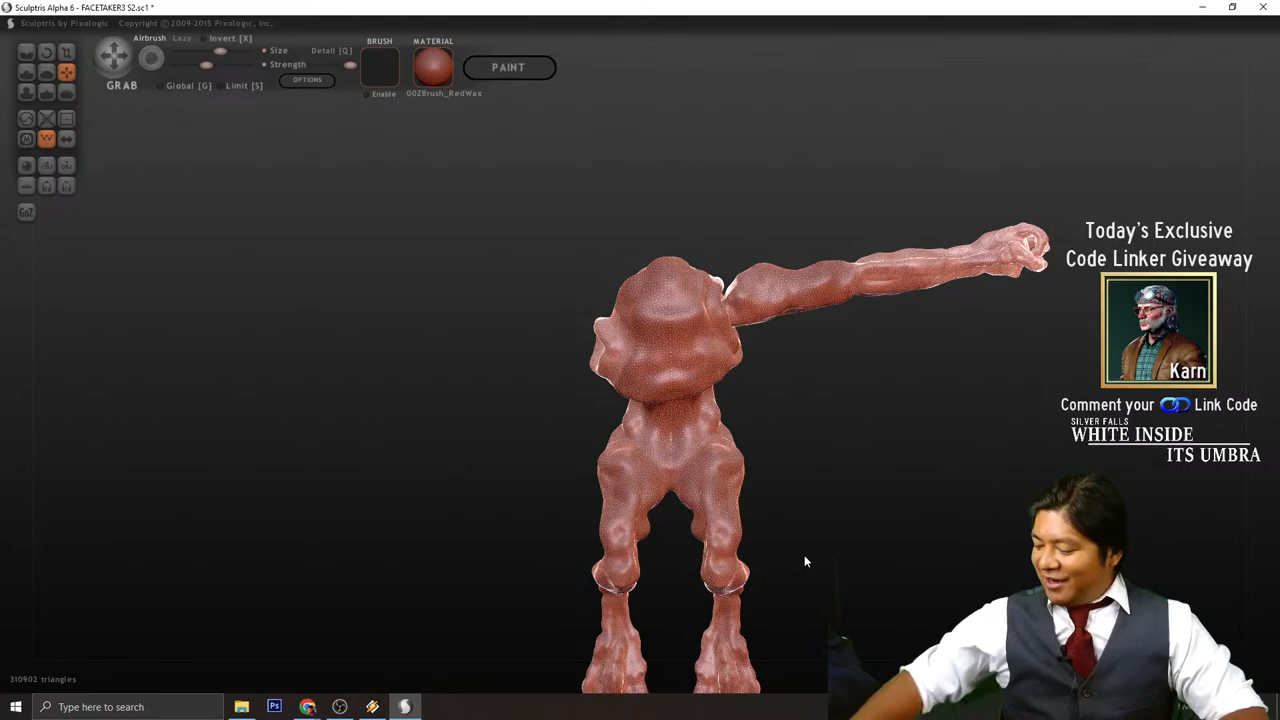 Sculptris Alpha 6 - FACETAKER3 S2.sc1 *
Sculptris by Pixologic Copyright © 2009-2015 Pixologic, Inc.
Airbrush Lazy Invert [X]
Size Detail [Q]
Strength
GRAB Global [G] Limit [S] OPTIONS
BRUSH
Enable
MATERIAL
00ZBrush_RedWax
PAINT
GoZ
Today's Exclusive
Code Linker Giveaway
Karn
Comment your Link Code
SILVER FALLS
WHITE INSIDE
ITS UMBRA
310902 triangles
Type here to search
Ps